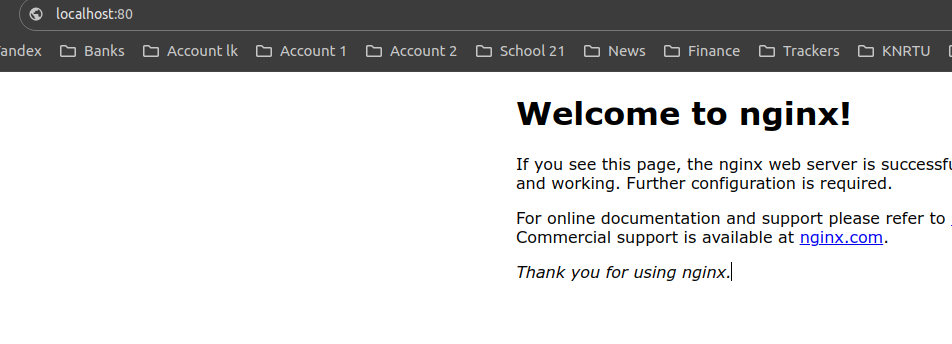 localhost:80
Banks Account lk Account 1 Account 2 School 21 News Finance Trackers KNRTU
Welcome to nginx!
If you see this page, the nginx web server is
and working. Further configuration is required.
For online documentation and support please refer to
Commercial support is available at nginx.com.
Thank you for using nginx.